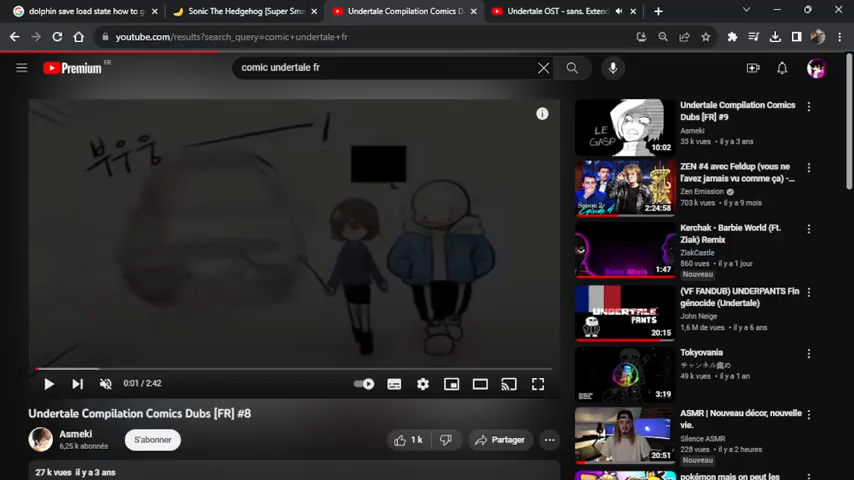 dolphin save load state how to g
Sonic The Hedgehog [Super Sma
Undertale Compilation Comics D
Undertale OST - sans. Extend
youtube.com/results?search_query=comic+undertale+fr
Premium FR
comic undertale fr
부우웅
0:01 / 2:42
Undertale Compilation Comics Dubs [FR] #8
Asmeki
6,25 k abonnés
S'abonner
1 k
Partager
27 k vues il y a 3 ans
LE GASP
10:02
Undertale Compilation Comics
Dubs [FR] #9
Asmeki
33 k vues • il y a 3 ans
2:24:58
ZEN #4 avec Feldup (vous ne
l'avez jamais vu comme ça) -...
Zen Emission
703 k vues • il y a 9 mois
1:47
Kerchak - Barbie World (Ft.
Ziak) Remix
ZiakCastle
860 vues • il y a 1 jour
Nouveau
UNDERTALE
PANTS
20:15
(VF FANDUB) UNDERPANTS Fin
génocide (Undertale)
John Neige
1,6 M de vues • il y a 6 ans
3:19
Tokyovania
49 k vues • il y a 1 an
20:51
ASMR | Nouveau décor, nouvelle
vue.
Silence ASMR
228 vues • il y a 2 heures
Nouveau
pokémon mais on peut les